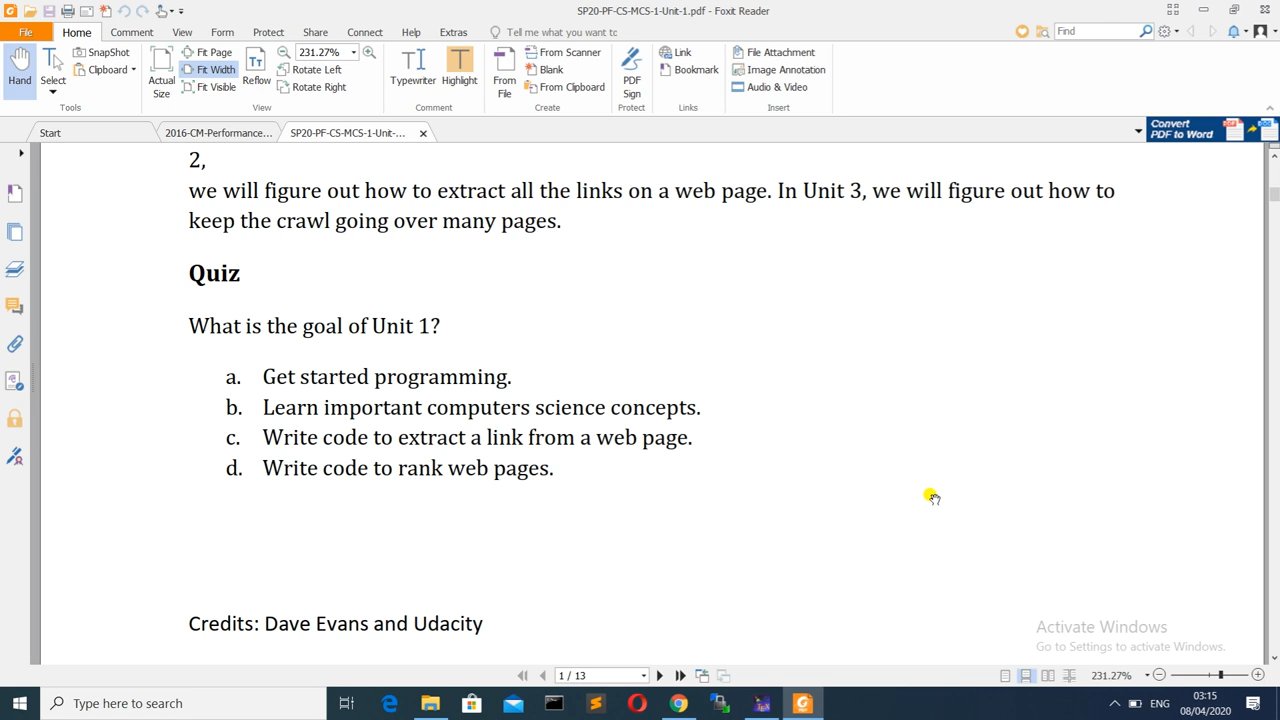 SP20-PF-CS-MCS-1-Unit-1.pdf - Foxit Reader
File Home Comment View Form Protect Share Connect Help Extras Tell me what you want to Find
Hand
Select
SnapShot
Clipboard
Tools
Actual Size
Fit Page
Fit Width
Fit Visible
Reflow
231.27%
Rotate Left
Rotate Right
View
Typewriter
Highlight
Comment
From File
From Scanner
Blank
From Clipboard
Create
PDF Sign
Protect
Link
Bookmark
Links
File Attachment
Image Annotation
Audio & Video
Insert
Start 2016-CM-Performance... SP20-PF-CS-MCS-1-Unit-...
Convert
PDF to Word
2,
we will figure out how to extract all the links on a web page. In Unit 3, we will figure out how to
keep the crawl going over many pages.
Quiz
What is the goal of Unit 1?
a. Get started programming.
b. Learn important computers science concepts.
c. Write code to extract a link from a web page.
d. Write code to rank web pages.
Credits: Dave Evans and Udacity
Activate Windows
Go to Settings to activate Windows.
1 / 13 231.27%
Type here to search ENG 03:15
08/04/2020